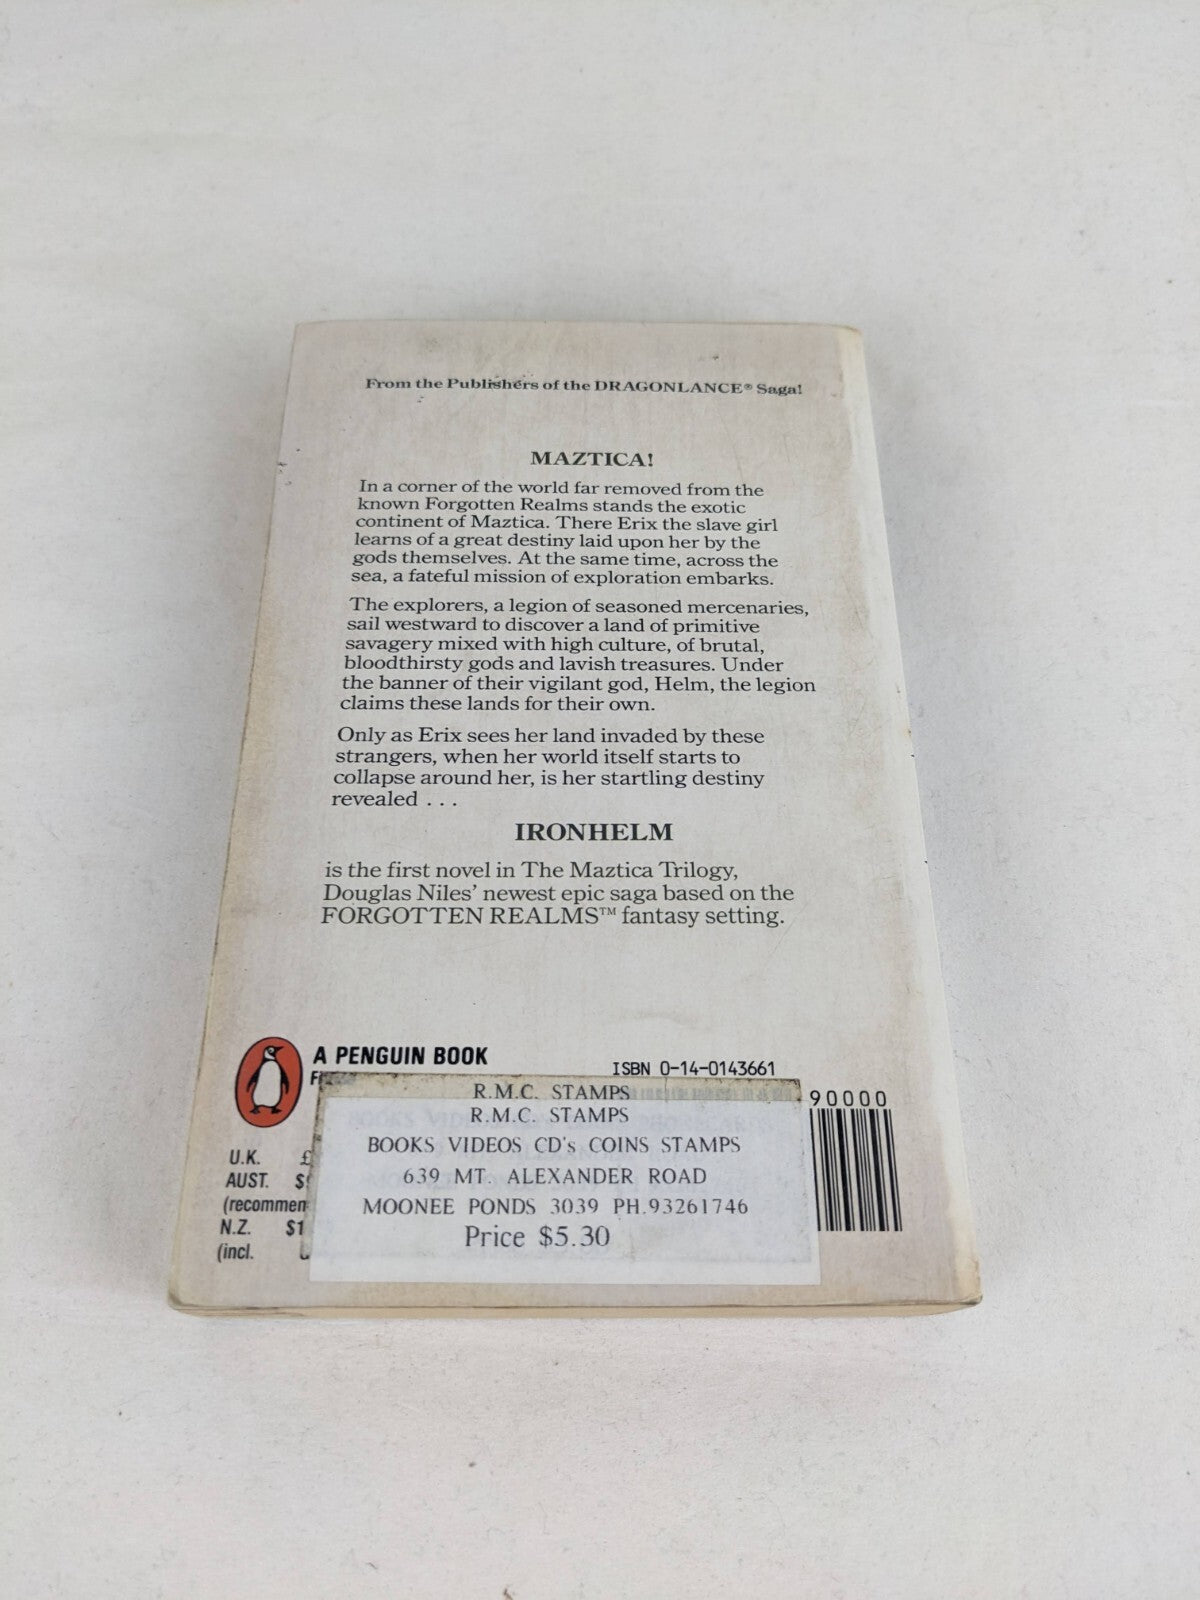 From the Publishers of the DRAGONLANCE® Saga!
MAZTICA!
In a corner of the world far removed from the
known Forgotten Realms stands the exotic
continent of Maztica. There Erix the slave girl
learns of a great destiny laid upon her by the
gods themselves. At the same time, across the
sea, a fateful mission of exploration embarks.
The explorers, a legion of seasoned mercenaries,
sail westward to discover a land of primitive
savagery mixed with high culture, of brutal,
bloodthirsty gods and lavish treasures. Under
the banner of their vigilant god, Helm, the legion
claims these lands for their own.
Only as Erix sees her land invaded by these
strangers, when her world itself starts to
collapse around her, is her startling destiny
revealed . . .
IRONHELM
is the first novel in The Maztica Trilogy,
Douglas Niles' newest epic saga based on the
FORGOTTEN REALMS™ fantasy setting.
A PENGUIN BOOK
ISBN 0-14-0143661
90000
R.M.C. STAMPS
R.M.C. STAMPS
BOOKS VIDEOS CD's COINS STAMPS
639 MT. ALEXANDER ROAD
MOONEE PONDS 3039 PH.93261746
Price $5.30
U.K. £
AUST. $
(recommen
N.Z. $1
(incl.